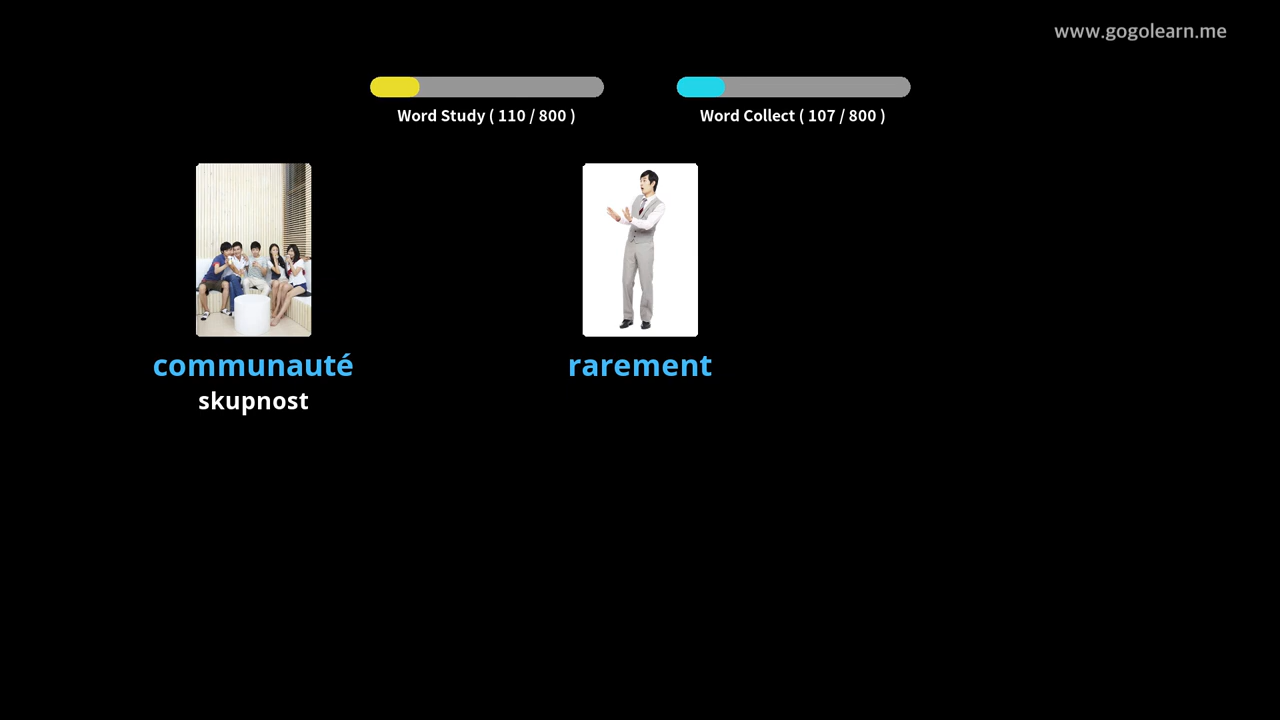 www.gogolearn.me
Word Study ( 110 / 800 )
Word Collect ( 107 / 800 )
communauté
skupnost
rarement